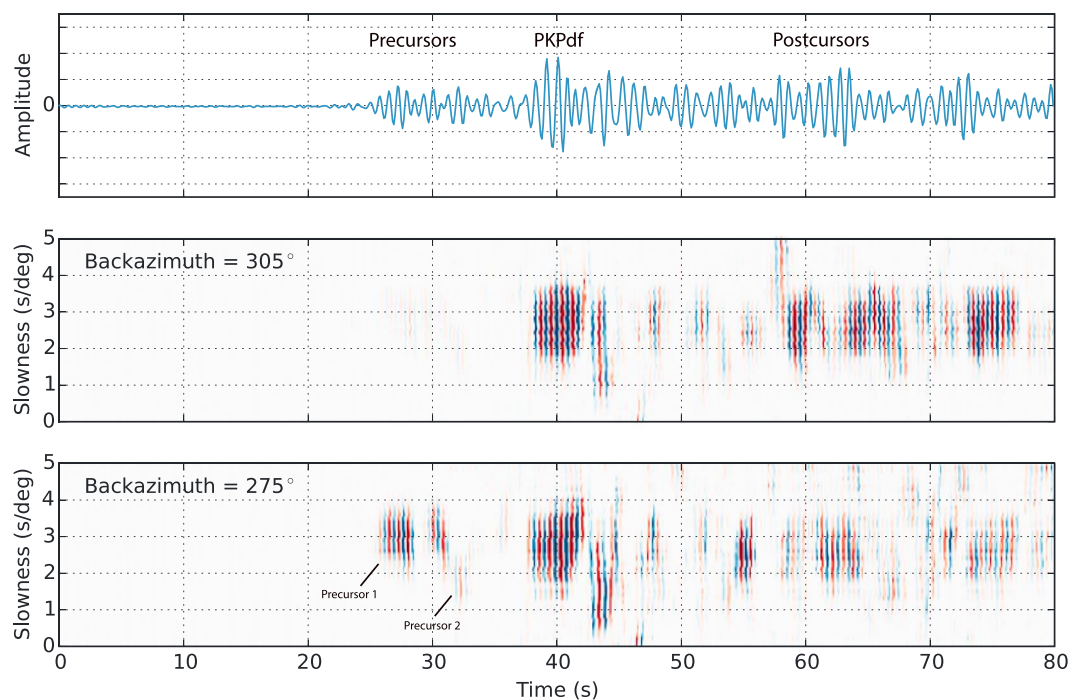 Precursors PKPdf Postcursors
Amplitude
0
Slowness (s/deg)
5
4
3
2
1
0
Backazimuth = 305°
Slowness (s/deg)
5
4
3
2
1
0
Backazimuth = 275°
Precursor 1
Precursor 2
0 10 20 30 40 50 60 70 80
Time (s)